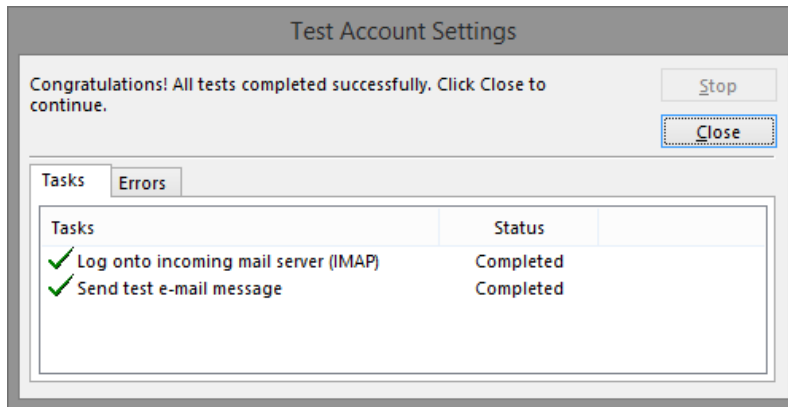 Test Account Settings
Congratulations! All tests completed successfully. Click Close to
continue.
Stop
Close
Tasks Errors
Tasks Status
Log onto incoming mail server (IMAP) Completed
Send test e-mail message Completed